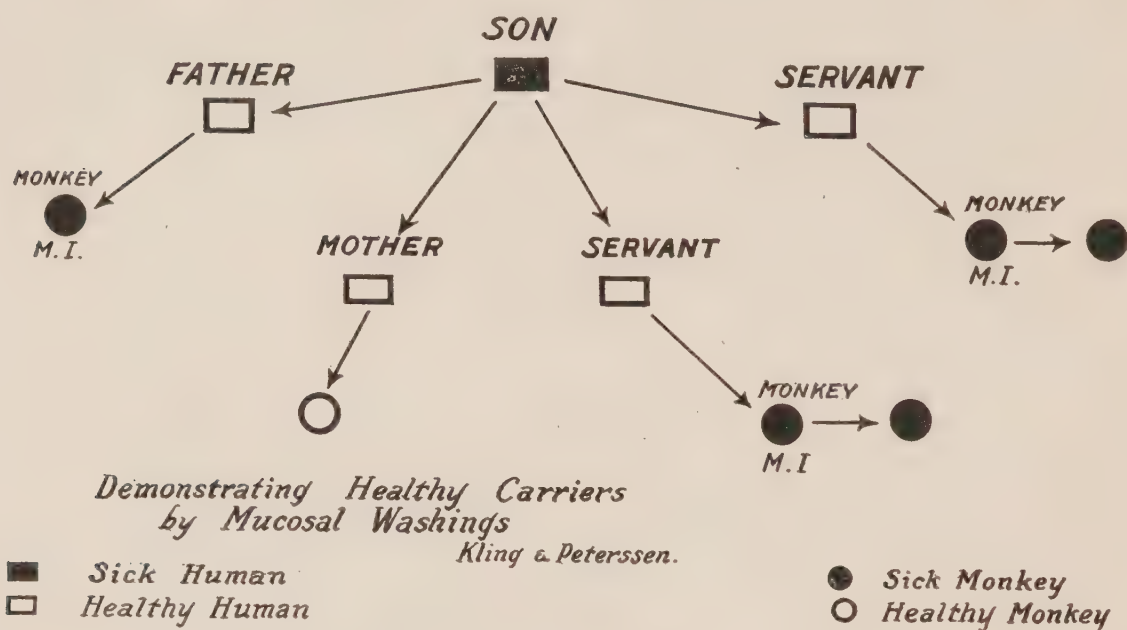 SON
FATHER
SERVANT
MONKEY
M.I.
MOTHER
SERVANT
MONKEY
M.I.
MONKEY
M.I
Demonstrating Healthy Carriers
by Mucosal Washings
Kling & Peterssen.
Sick Human
Healthy Human
Sick Monkey
Healthy Monkey